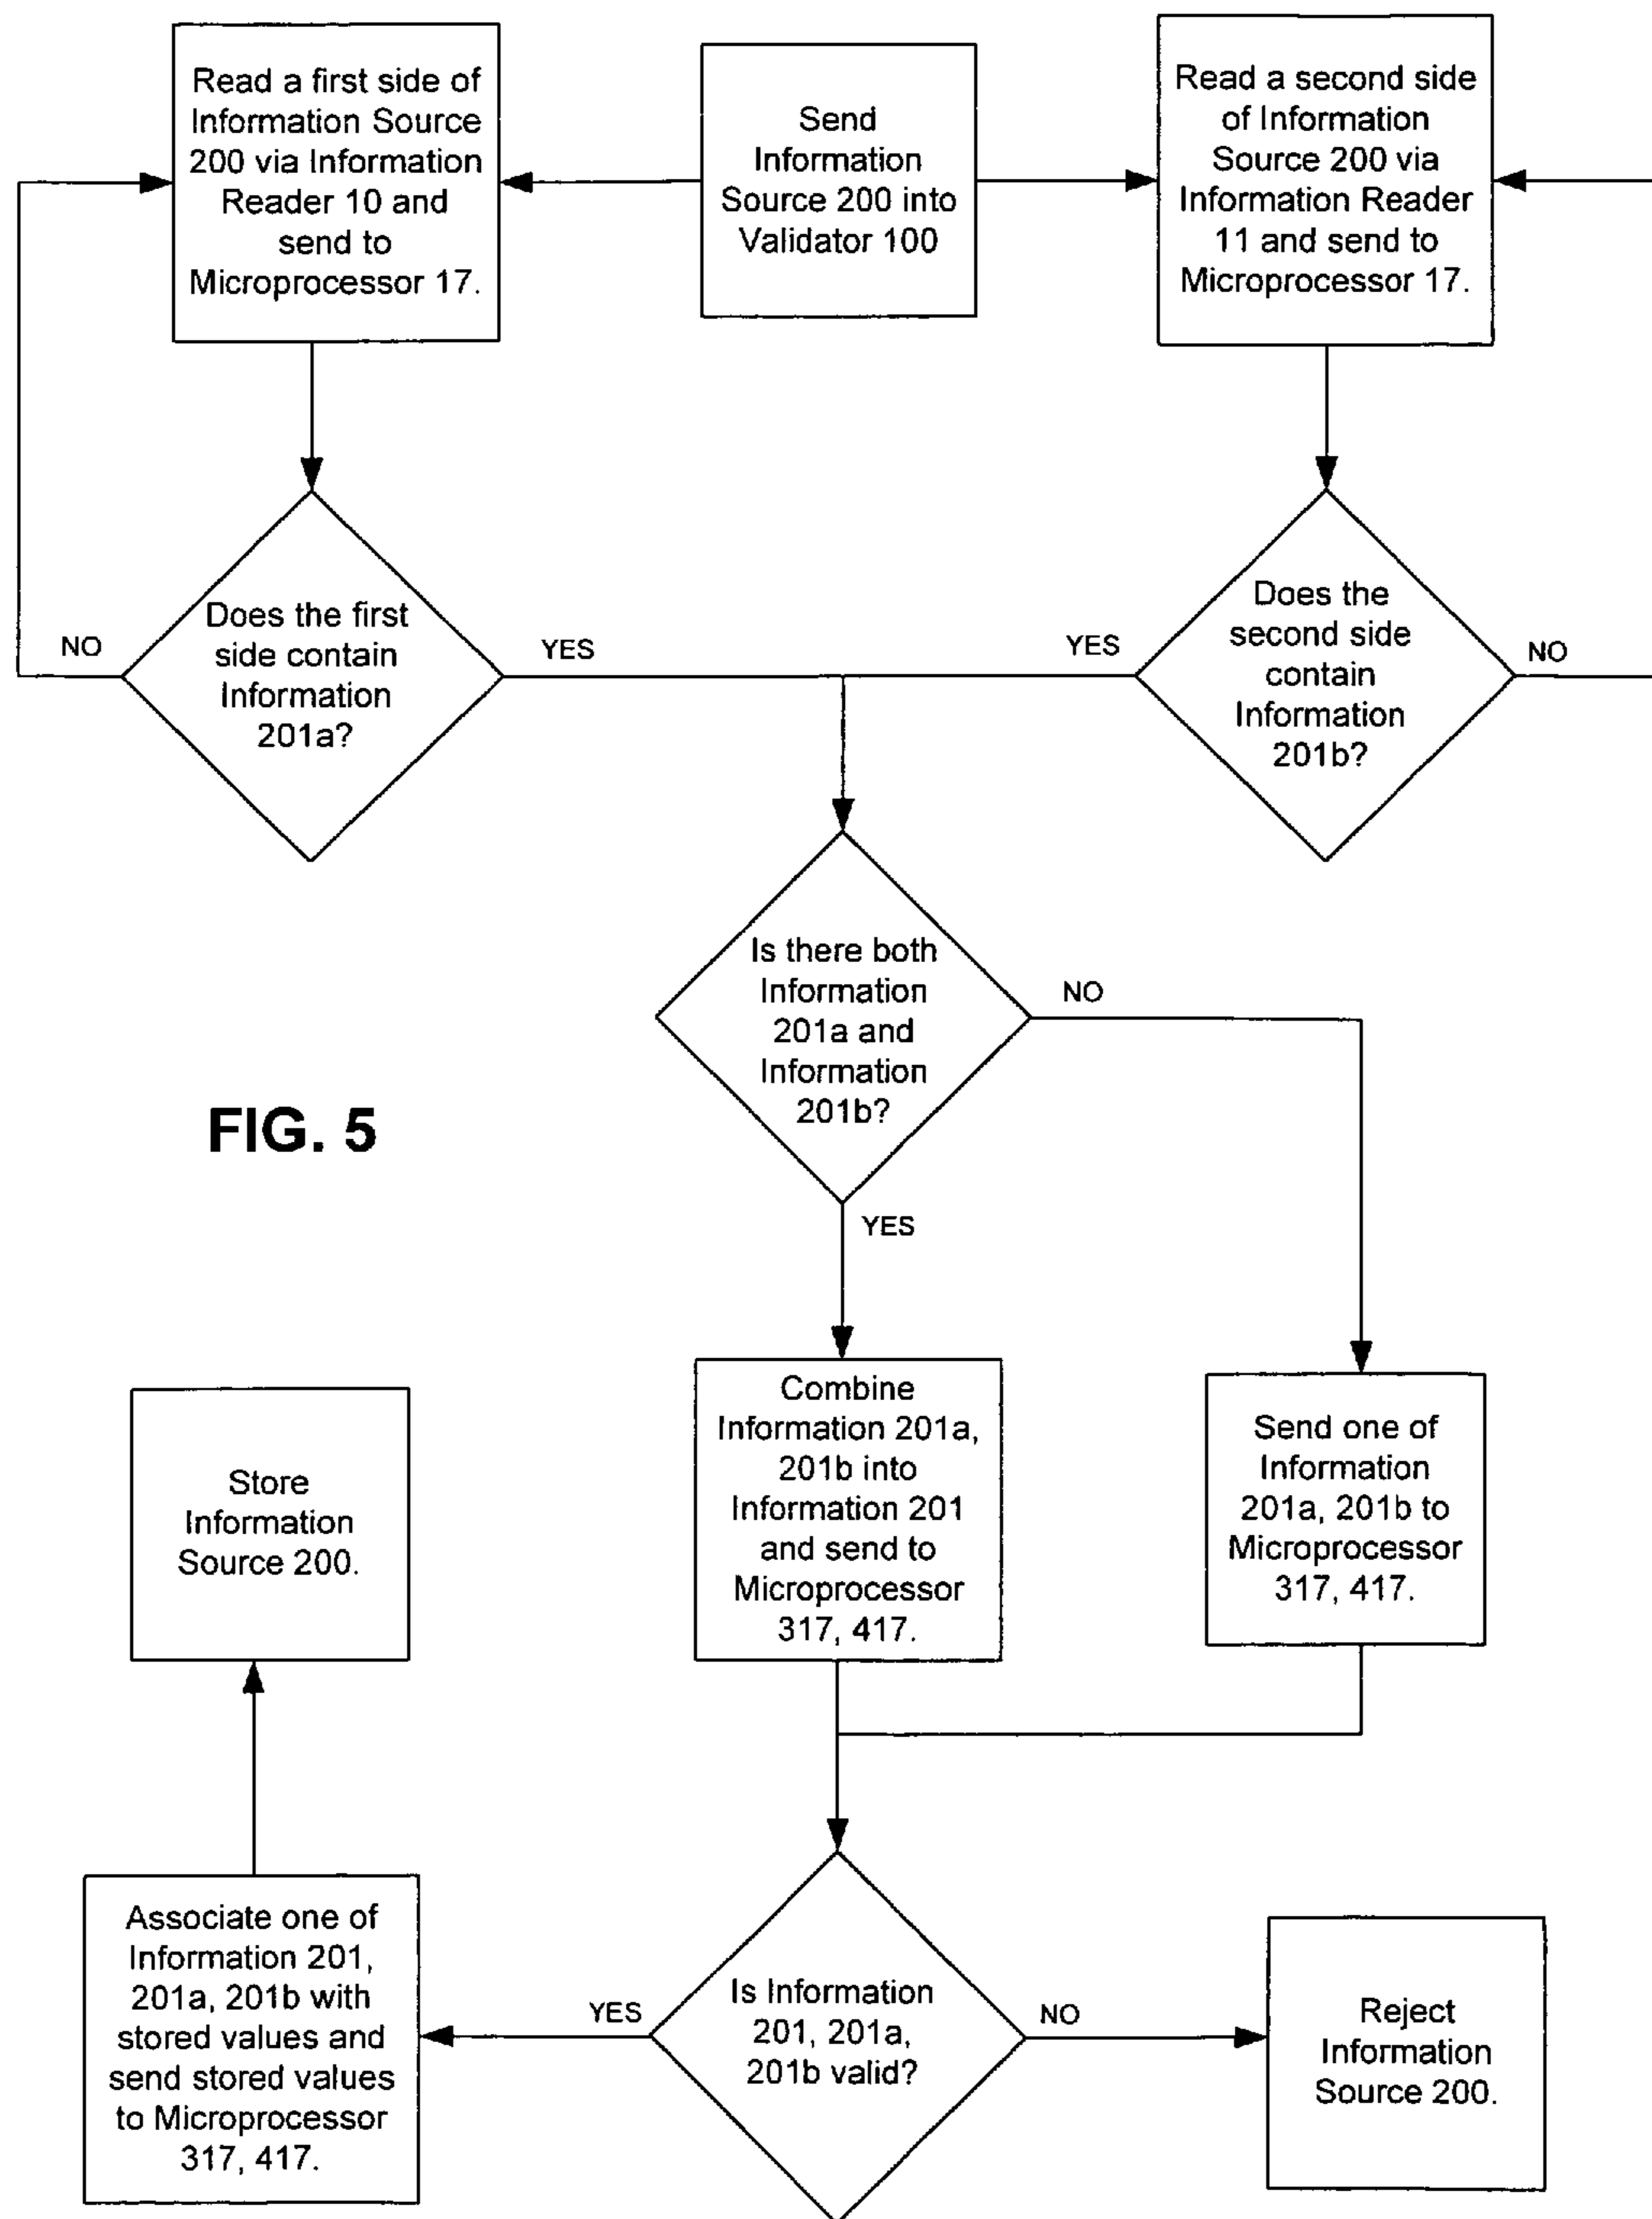 Read a first side of
Information Source
200 via Information
Reader 10 and
send to
Microprocessor 17.
Send
Information
Source 200 into
Validator 100
Read a second side
of Information
Source 200 via
Information Reader
11 and send to
Microprocessor 17.
NO
Does the first
side contain
Information
201a?
YES
YES
Does the
second side
contain
Information
201b?
NO
Is there both
Information
201a and
Information
201b?
NO
FIG. 5
YES
Combine
Information 201a,
201b into
Information 201
and send to
Microprocessor
317, 417.
Send one of
Information
201a, 201b to
Microprocessor
317, 417.
Store
Information
Source 200.
Associate one of
Information 201,
201a, 201b with
stored values and
send stored values
to Microprocessor
317, 417.
YES
Is Information
201, 201a,
201b valid?
NO
Reject
Information
Source 200.